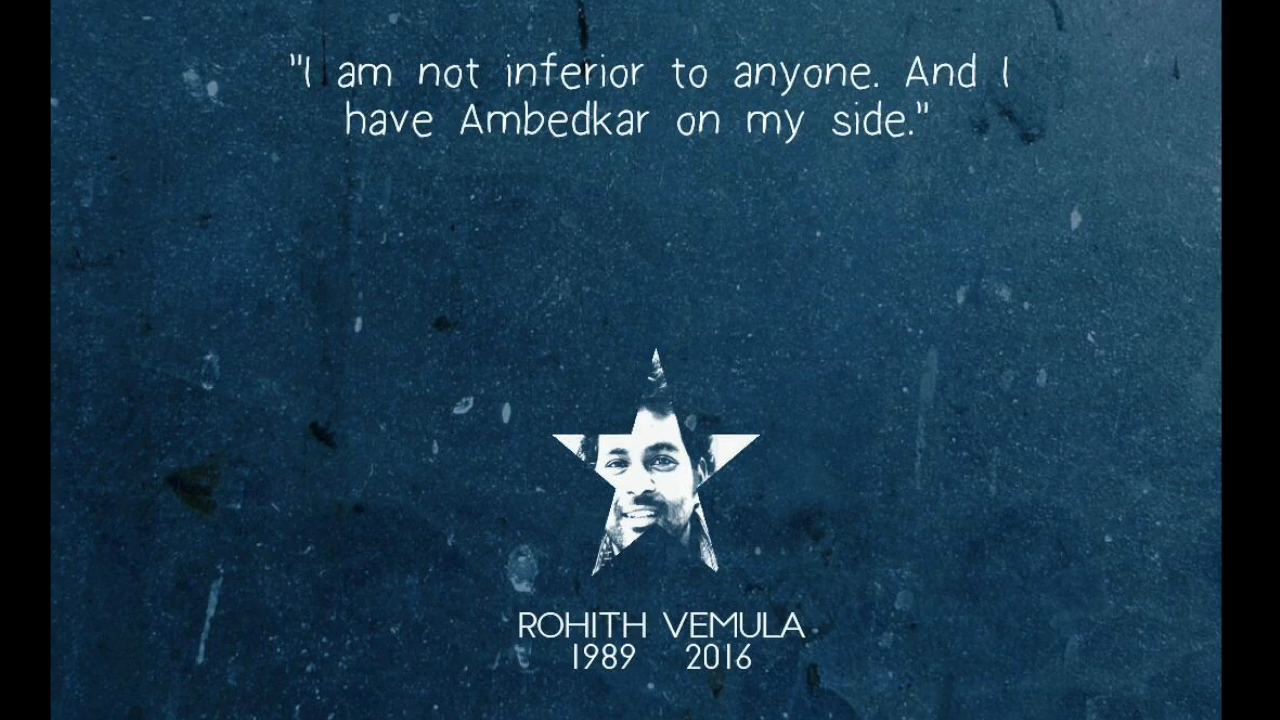 "I am not inferior to anyone. And I
have Ambedkar on my side."
ROHITH VEMULA
1989 2016